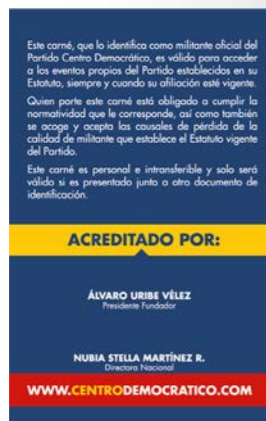 Este carné, que lo identifica como militante oficial del
Partido Centro Democrático, es válido para acceder
a los eventos propios del Partido establecidos en su
Estatuto, siempre y cuando su afiliación esté vigente.
Quien porte este carné está obligado a cumplir la
normatividad que le corresponde, así como también
se acoge y acepta las causales de pérdida de la
calidad de militante que establece el Estatuto vigente
del Partido.
Este carné es personal e intransferible y solo será
válido si es presentado junto a otro documento de
identificación.
ACREDITADO POR:
ÁLVARO URIBE VÉLEZ
Presidente Fundador
NUBIA STELLA MARTÍNEZ R.
Directora Nacional
WWW.CENTRODEMOCRATICO.COM